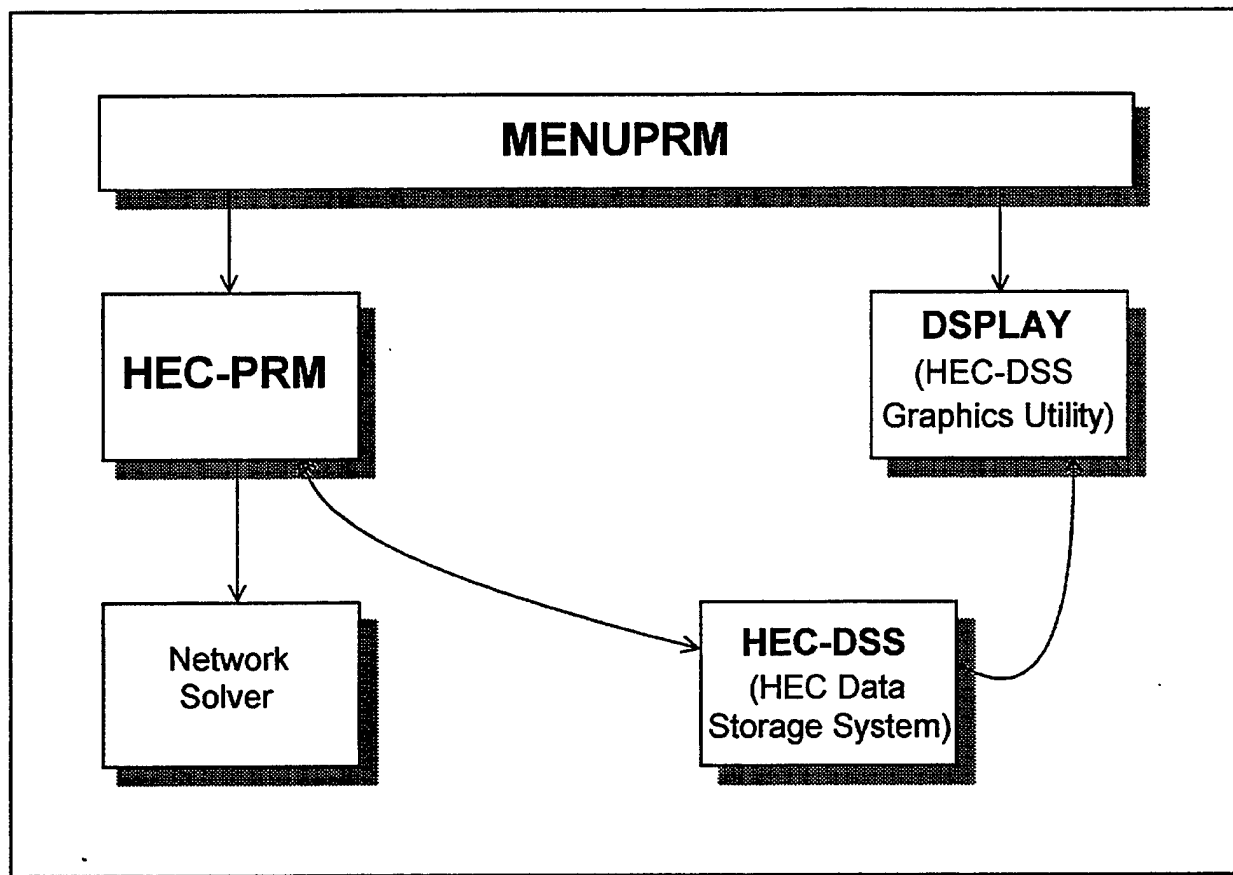 MENUPRM
HEC-PRM
DSPLAY
(HEC-DSS
Graphics Utility)
Network
Solver
HEC-DSS
(HEC Data
Storage System)